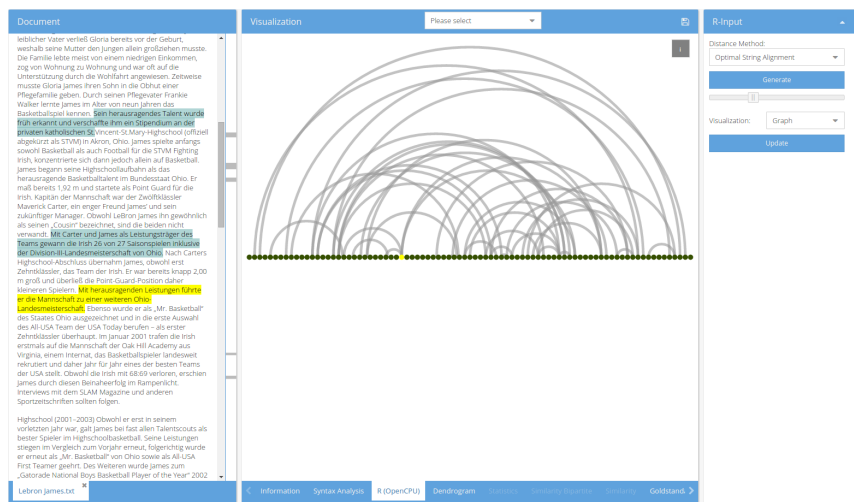 Document
leiblicher Vater verließ Gloria bereits vor der Geburt,
weshalb seine Mutter den Jungen allein großziehen musste.
Die Familie lebte meist von einem niedrigen Einkommen,
zog von Wohnung zu Wohnung und war oft auf die
Unterstützung durch die Wohlfahrt angewiesen. Zeitweise
musste Gloria James ihren Sohn in die Obhut einer
Pflegefamilie geben. Durch seinen Pflegevater Frankie
Walker lernte James im Alter von neun Jahren das
Basketballspiel kennen. Sein herausragendes Talent wurde
früh erkannt und verschaffte ihm ein Stipendium an der
privaten katholischen St.Vincent-St.Mary-Highschool (offiziell
abgekürzt als STVM) in Akron, Ohio. James spielte anfangs
sowohl Basketball als auch Football für die STVM Fighting
Irish, konzentrierte sich dann jedoch allein auf Basketball.
James begann seine Highschoollaufbahn als das
herausragende Basketballtalent im Bundesstaat Ohio. Er
maß bereits 1,92 m und startete als Point Guard für die
Irish. Kapitän der Mannschaft war der Zwölftklässler
Maverick Carter, ein enger Freund James' und sein
zukünftiger Manager. Obwohl LeBron James ihn gewöhnlich
als seinen „Cousin“ bezeichnet, sind die beiden nicht
verwandt. Mit Carter und James als Leistungsträger des
Teams gewann die Irish 26 von 27 Saisonspielen inklusive
der Division-III-Landesmeisterschaft von Ohio. Nach Carters
Highschool-Abschluss übernahm James, obwohl erst
Zehntklässler, das Team der Irish. Er war bereits knapp 2,00
m groß und überließ die Point-Guard-Position daher
kleineren Spielern. Mit herausragenden Leistungen führte
er die Mannschaft zu einer weiteren Ohio-
Landesmeisterschaft. Ebenso wurde er als „Mr. Basketball“
des Staates Ohio ausgezeichnet und in die erste Auswahl
des All-USA Team der USA Today berufen – als erster
Zehntklässler überhaupt. Im Januar 2001 trafen die Irish
erstmals auf die Mannschaft der Oak Hill Academy aus
Virginia, einem Internat, das Basketballspieler landesweit
rekrutiert und daher Jahr für Jahr eines der besten Teams
der USA stellt. Obwohl die Irish mit 68:69 verloren, erschien
James durch diesen Beinaheerfolg im Rampenlicht.
Interviews mit dem SLAM Magazine und anderen
Sportzeitschriften sollten folgen.
Highschool (2001–2003) Obwohl er erst in seinem
vorletzten Jahr war, galt James bei fast allen Talentscouts als
bester Spieler im Highschoolbasketball. Seine Leistungen
stiegen im Vergleich zum Vorjahr erneut, folgerichtig wurde
er erneut als „Mr. Basketball“ von Ohio sowie als All-USA
First Teamer geehrt. Des Weiteren wurde James zum
„Gatorade National Boys Basketball Player of the Year“ 2002
Lebron James.txt
Visualization
Please select
i
Information Syntax Analysis R (OpenCPU) Dendrogram Statistics Similarity Goldstand
R-Input
Distance Method:
Optimal String Alignment
Generate
Visualization: Graph
Update